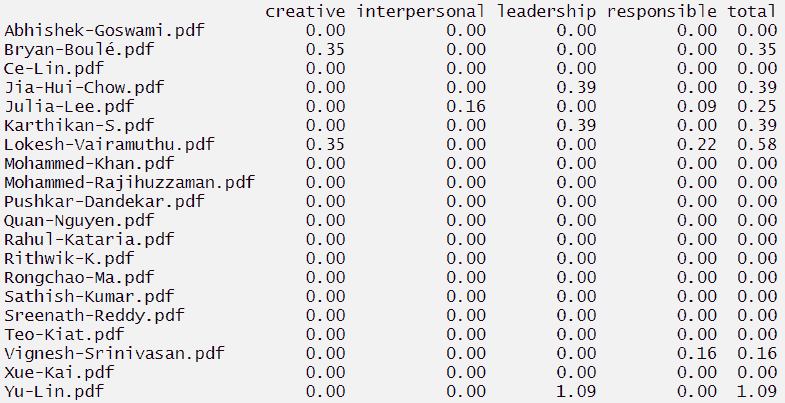 creative interpersonal leadership responsible total
Abhishek-Goswami.pdf 0.00 0.00 0.00 0.00 0.00
Bryan-Boulé.pdf 0.35 0.00 0.00 0.00 0.35
Ce-Lin.pdf 0.00 0.00 0.00 0.00 0.00
Jia-Hui-Chow.pdf 0.00 0.00 0.39 0.00 0.39
Julia-Lee.pdf 0.00 0.16 0.00 0.09 0.25
Karthikan-S.pdf 0.00 0.00 0.39 0.00 0.39
Lokesh-Vairamuthu.pdf 0.35 0.00 0.00 0.22 0.58
Mohammed-Khan.pdf 0.00 0.00 0.00 0.00 0.00
Mohammed-Rajihuzzaman.pdf 0.00 0.00 0.00 0.00 0.00
Pushkar-Dandekar.pdf 0.00 0.00 0.00 0.00 0.00
Quan-Nguyen.pdf 0.00 0.00 0.00 0.00 0.00
Rahul-Kataria.pdf 0.00 0.00 0.00 0.00 0.00
Rithwik-K.pdf 0.00 0.00 0.00 0.00 0.00
Rongchao-Ma.pdf 0.00 0.00 0.00 0.00 0.00
Sathish-Kumar.pdf 0.00 0.00 0.00 0.00 0.00
Sreenath-Reddy.pdf 0.00 0.00 0.00 0.00 0.00
Teo-Kiat.pdf 0.00 0.00 0.00 0.00 0.00
Vignesh-Srinivasan.pdf 0.00 0.00 0.00 0.16 0.16
Xue-Kai.pdf 0.00 0.00 0.00 0.00 0.00
Yu-Lin.pdf 0.00 0.00 1.09 0.00 1.09